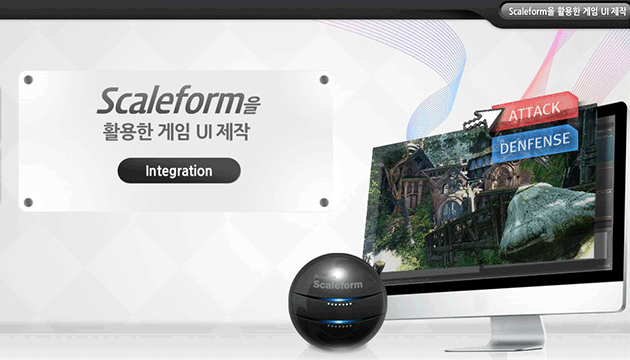 Scaleform을 활용한 게임 UI 제작
Scaleform을
활용한 게임 UI 제작
Integration
ATTACK
DENFENSE
Scaleform